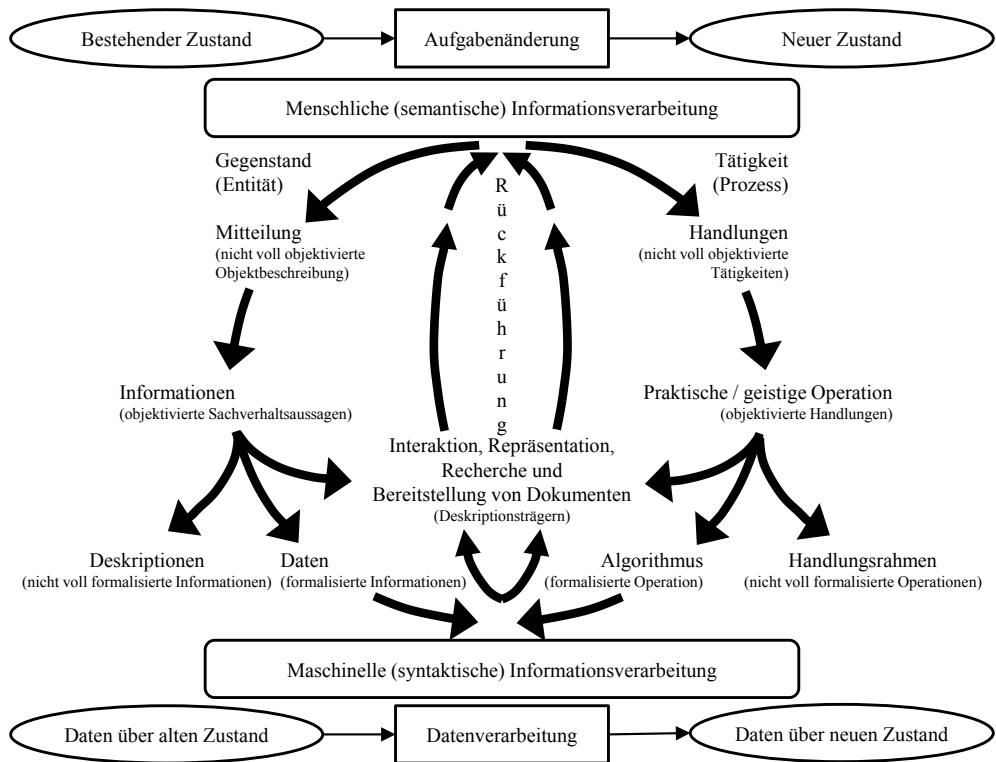 Bestehender Zustand
Aufgabenänderung
Neuer Zustand
Menschliche (semantische) Informationsverarbeitung
Gegenstand
(Entität)
Tätigkeit
(Prozess)
Rückführung
Mitteilung
(nicht voll objektivierte
Objektbeschreibung)
Handlungen
(nicht voll objektivierte
Tätigkeiten)
Informationen
(objektivierte Sachverhaltsaussagen)
Praktische / geistige Operation
(objektivierte Handlungen)
Interaktion, Repräsentation,
Recherche und
Bereitstellung von Dokumenten
(Deskriptionsträgern)
Deskriptionen
(nicht voll formalisierte Informationen)
Daten
(formalisierte Informationen)
Algorithmus
(formalisierte Operation)
Handlungsrahmen
(nicht voll formalisierte Operationen)
Maschinelle (syntaktische) Informationsverarbeitung
Daten über alten Zustand
Datenverarbeitung
Daten über neuen Zustand